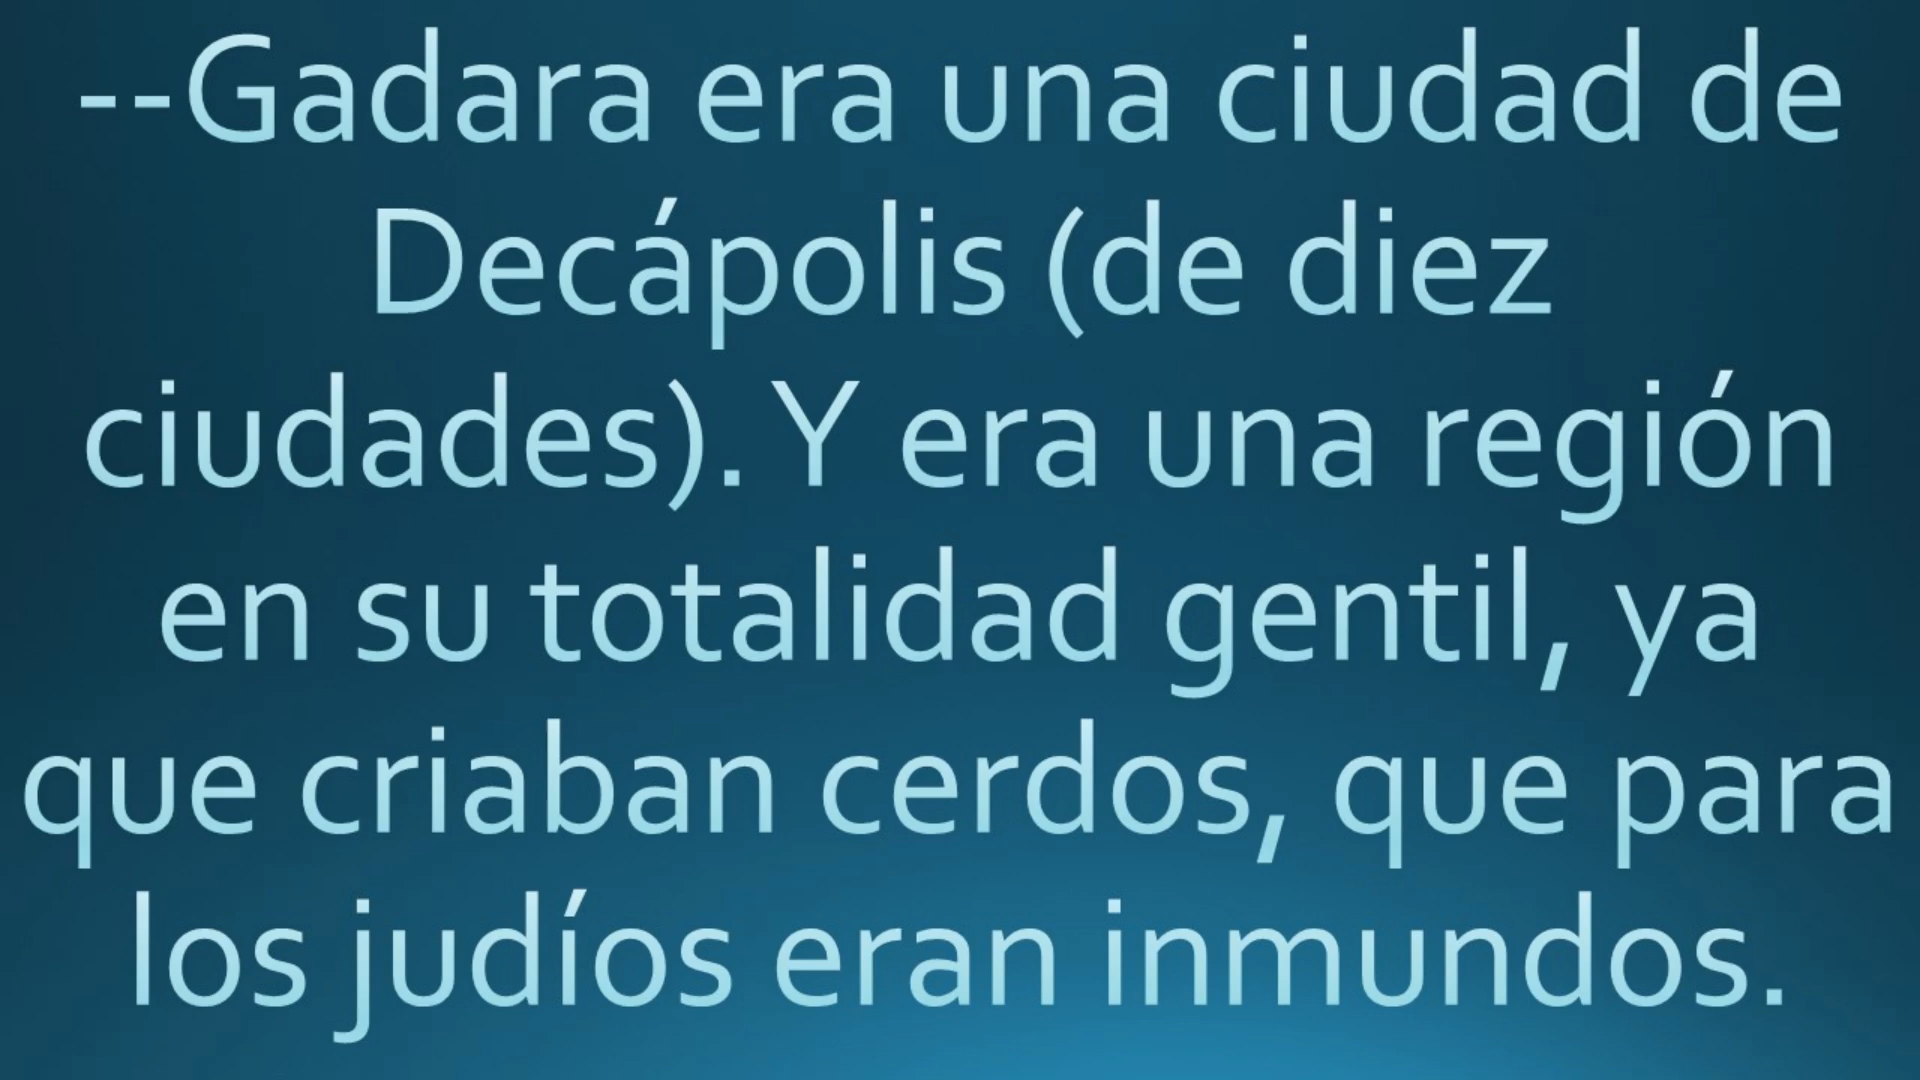 --Gadara era una ciudad de
Decápolis (de diez
ciudades). Y era una región
en su totalidad gentil, ya
que criaban cerdos, que para
los judíos eran inmundos.